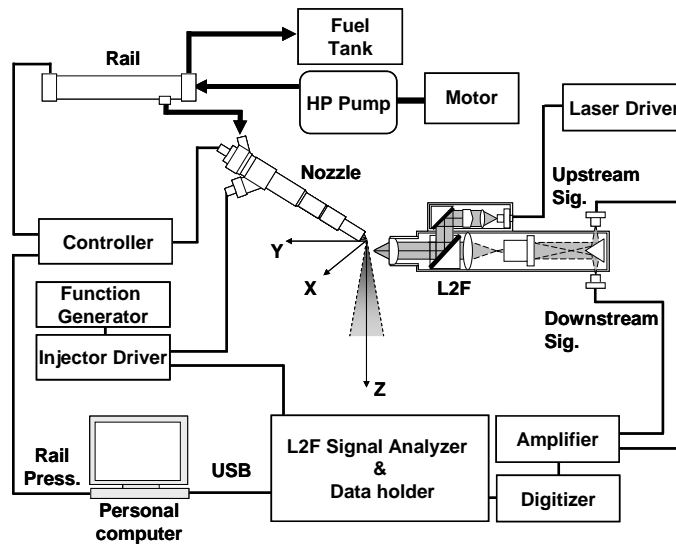 Fuel
Tank
Rail
HP Pump
Motor
Laser Driver
Nozzle
Upstream
Sig.
Controller
Y
X
L2F
Function
Generator
Downstream
Sig.
Injector Driver
Z
Rail
Press.
USB
L2F Signal Analyzer
&
Data holder
Amplifier
Digitizer
Personal
computer